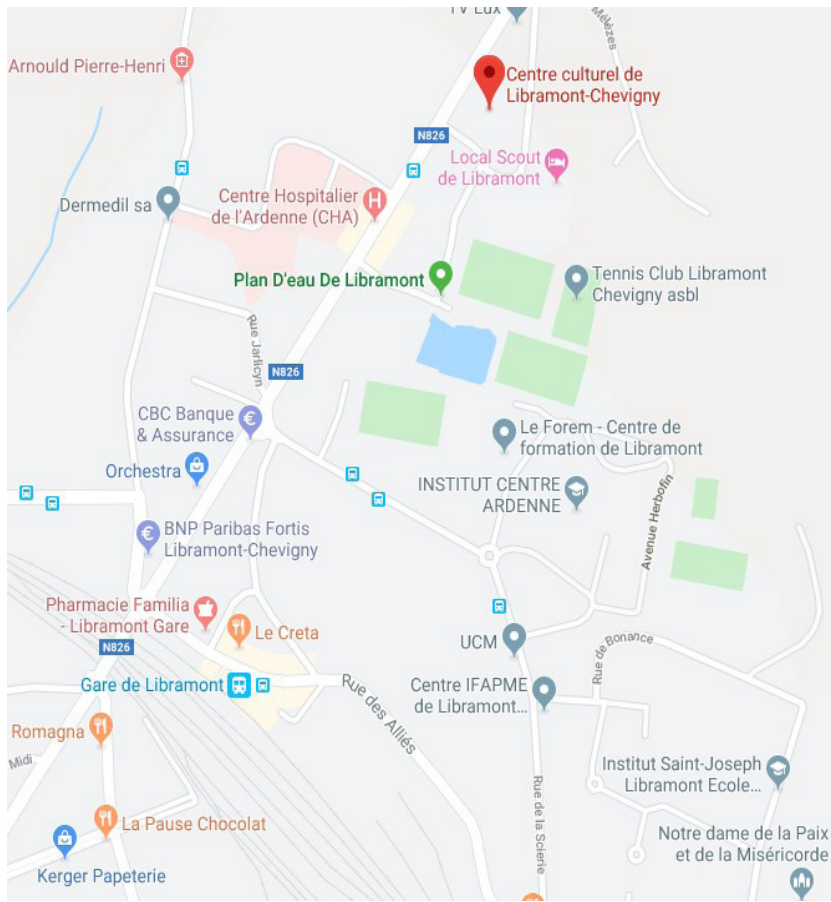 TV Lux
Mélèzes
Arnould Pierre-Henri
Centre culturel de
Libramont-Chevigny
N826
Local Scout
de Libramont
Centre Hospitalier
de l'Ardenne (CHA)
Dermedil sa
Plan D'eau De Libramont
Tennis Club Libramont
Chevigny asbl
Rue Jarlicyn
N826
CBC Banque
& Assurance
Le Forem - Centre de
formation de Libramont
Orchestra
INSTITUT CENTRE
ARDENNE
Avenue Herbofin
BNP Paribas Fortis
Libramont-Chevigny
Pharmacie Familia
- Libramont Gare
Le Creta
N826
UCM
Rue de Bonance
Gare de Libramont
Rue des Alliés
Centre IFAPME
de Libramont...
Romagna
Midi
Institut Saint-Joseph
Libramont Ecole...
Rue de la Scierie
La Pause Chocolat
Notre dame de la Paix
et de la Miséricorde
Kerger Papeterie